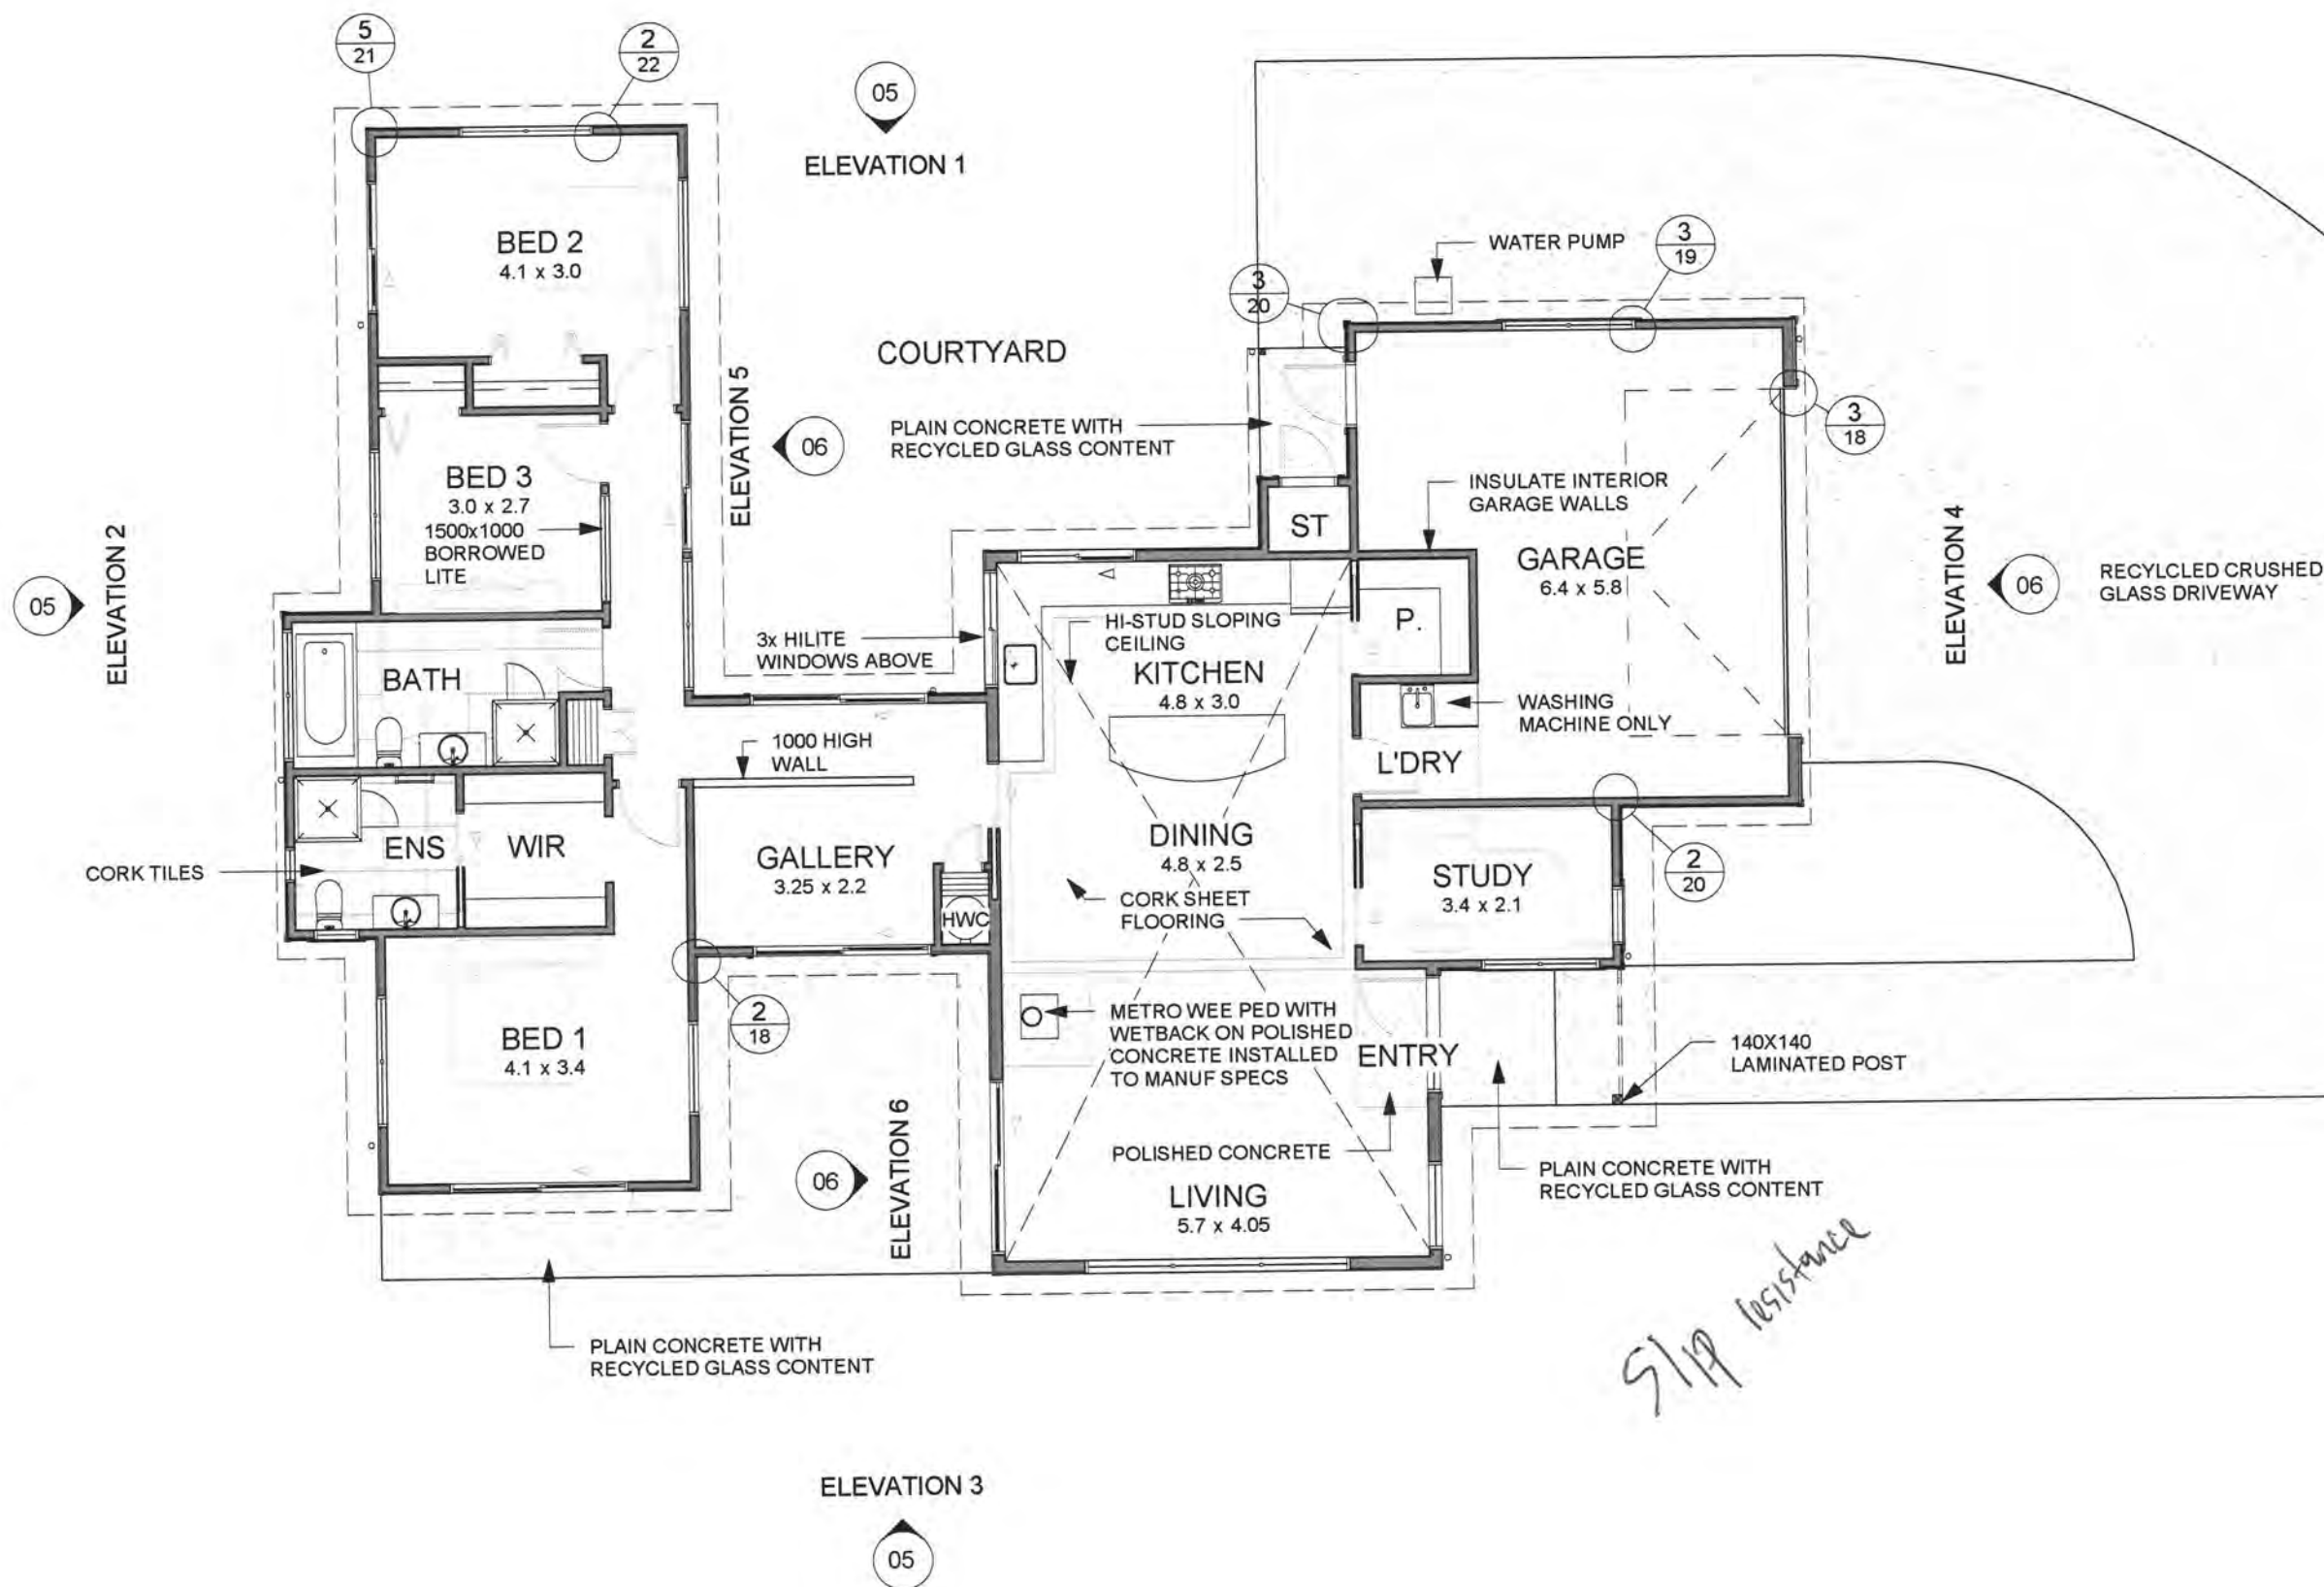 5
21
2
22
05
ELEVATION 1
BED 2
4.1 x 3.0
WATER PUMP
3
19
3
20
COURTYARD
ELEVATION 5
06
PLAIN CONCRETE WITH
RECYCLED GLASS CONTENT
3
18
BED 3
3.0 x 2.7
1500x1000
BORROWED
LITE
INSULATE INTERIOR
GARAGE WALLS
ST
GARAGE
6.4 x 5.8
ELEVATION 4
06
RECYLCLED CRUSHED
GLASS DRIVEWAY
05
ELEVATION 2
3x HILITE
WINDOWS ABOVE
HI-STUD SLOPING
CEILING
KITCHEN
4.8 x 3.0
P.
BATH
WASHING
MACHINE ONLY
1000 HIGH
WALL
L'DRY
CORK TILES
ENS
WIR
GALLERY
3.25 x 2.2
DINING
4.8 x 2.5
STUDY
3.4 x 2.1
2
20
CORK SHEET
FLOORING
HWC
BED 1
4.1 x 3.4
2
18
METRO WEE PED WITH
WETBACK ON POLISHED
CONCRETE INSTALLED
TO MANUF SPECS
ENTRY
140X140
LAMINATED POST
06
ELEVATION 6
POLISHED CONCRETE
LIVING
5.7 x 4.05
PLAIN CONCRETE WITH
RECYCLED GLASS CONTENT
Slip resistance
PLAIN CONCRETE WITH
RECYCLED GLASS CONTENT
ELEVATION 3
05